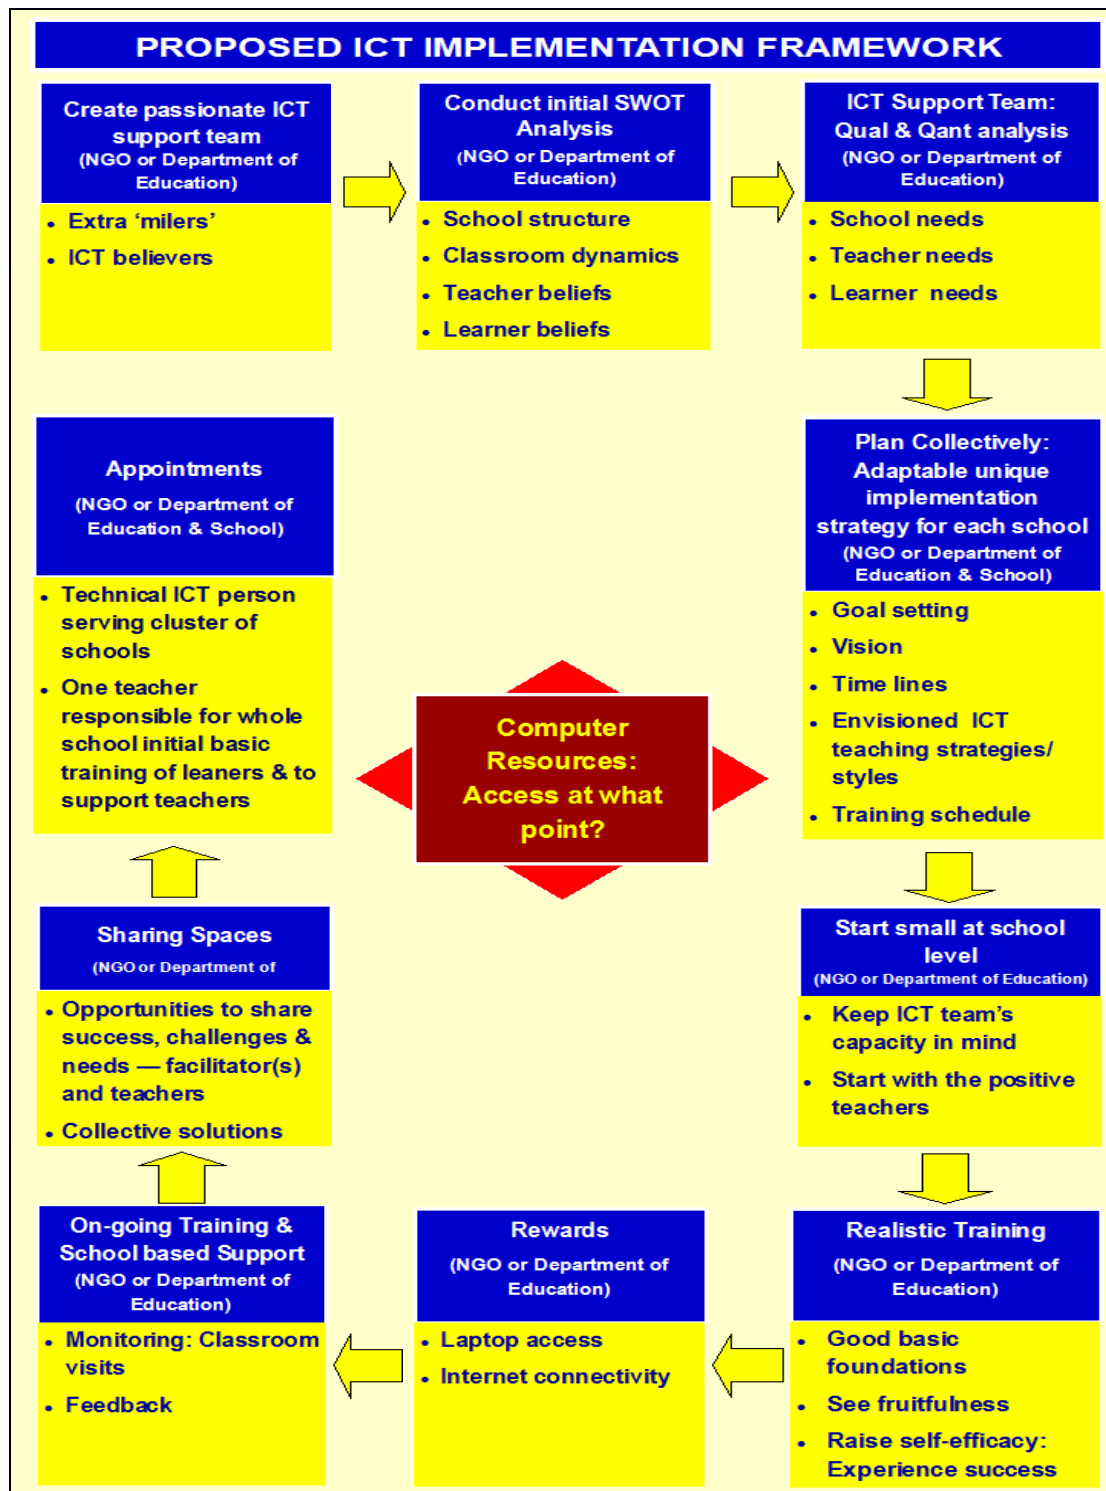 PROPOSED ICT IMPLEMENTATION FRAMEWORK
Create passionate ICT
support team
(NGO or Department of
Education)
• Extra ‘milers’
• ICT believers
Conduct initial SWOT
Analysis
(NGO or Department of
Education)
• School structure
• Classroom dynamics
• Teacher beliefs
• Learner beliefs
ICT Support Team:
Qual & Qant analysis
(NGO or Department of
Education)
• School needs
• Teacher needs
• Learner needs
Plan Collectively:
Adaptable unique
implementation
strategy for each school
(NGO or Department of
Education & School)
• Goal setting
• Vision
• Time lines
• Envisioned ICT
teaching strategies/
styles
• Training schedule
Start small at school
level
(NGO or Department of Education)
• Keep ICT team’s
capacity in mind
• Start with the positive
teachers
Realistic Training
(NGO or Department of
Education)
• Good basic
foundations
• See fruitfulness
• Raise self-efficacy:
Experience success
Rewards
(NGO or Department of
Education)
• Laptop access
• Internet connectivity
On-going Training &
School based Support
(NGO or Department of
Education)
• Monitoring: Classroom
visits
• Feedback
Sharing Spaces
(NGO or Department of
• Opportunities to share
success, challenges &
needs — facilitator(s)
and teachers
• Collective solutions
Appointments
(NGO or Department of
Education & School)
• Technical ICT person
serving cluster of
schools
• One teacher
responsible for whole
school initial basic
training of leaners & to
support teachers
Computer
Resources:
Access at what
point?